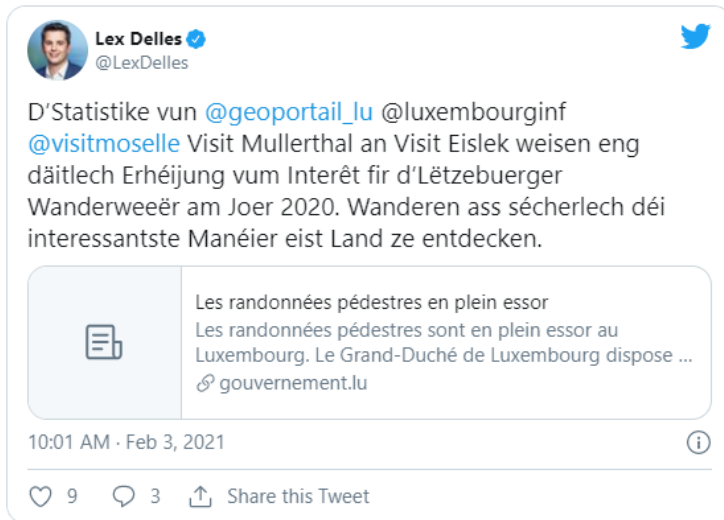 Lex Delles
@LexDelles
D'Statistike vun @geoportail_lu @luxembourginf
@visitmoselle Visit Mullerthal an Visit Eislek weisen eng
däitlech Erhéijung vum Interêt fir d'Lëtzebuerger
Wanderweeër am Joer 2020. Wanderen ass sécherlech déi
interessantste Manéier eist Land ze entdecken.
Les randonnées pédestres en plein essor
Les randonnées pédestres sont en plein essor au
Luxembourg. Le Grand-Duché de Luxembourg dispose ...
gouvernement.lu
10:01 AM · Feb 3, 2021
9 3 Share this Tweet